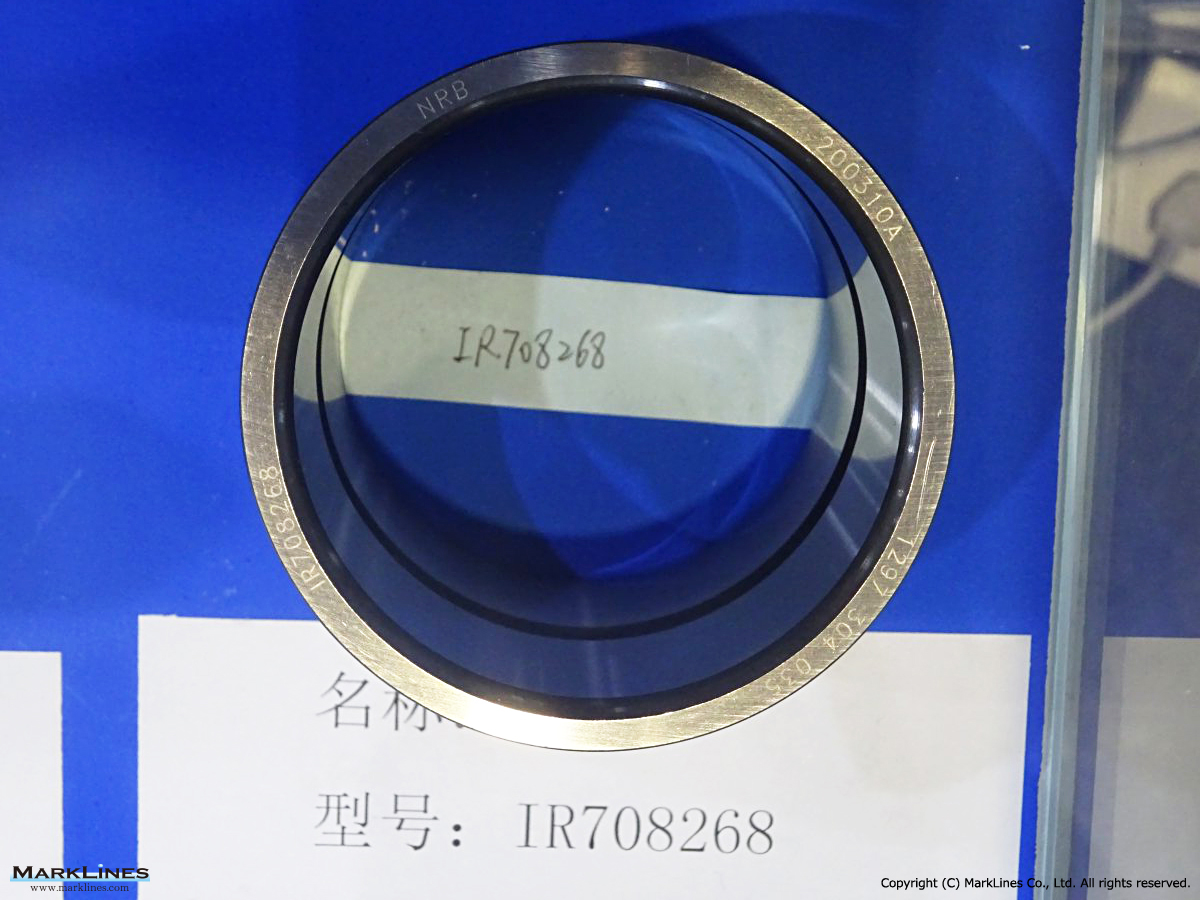 NRB
200310A
IR708268
IR708268
1297 304 035
名称:
型号: IR708268
MARKLINES
www.marklines.com
Copyright (C) MarkLines Co., Ltd. All rights reserved.